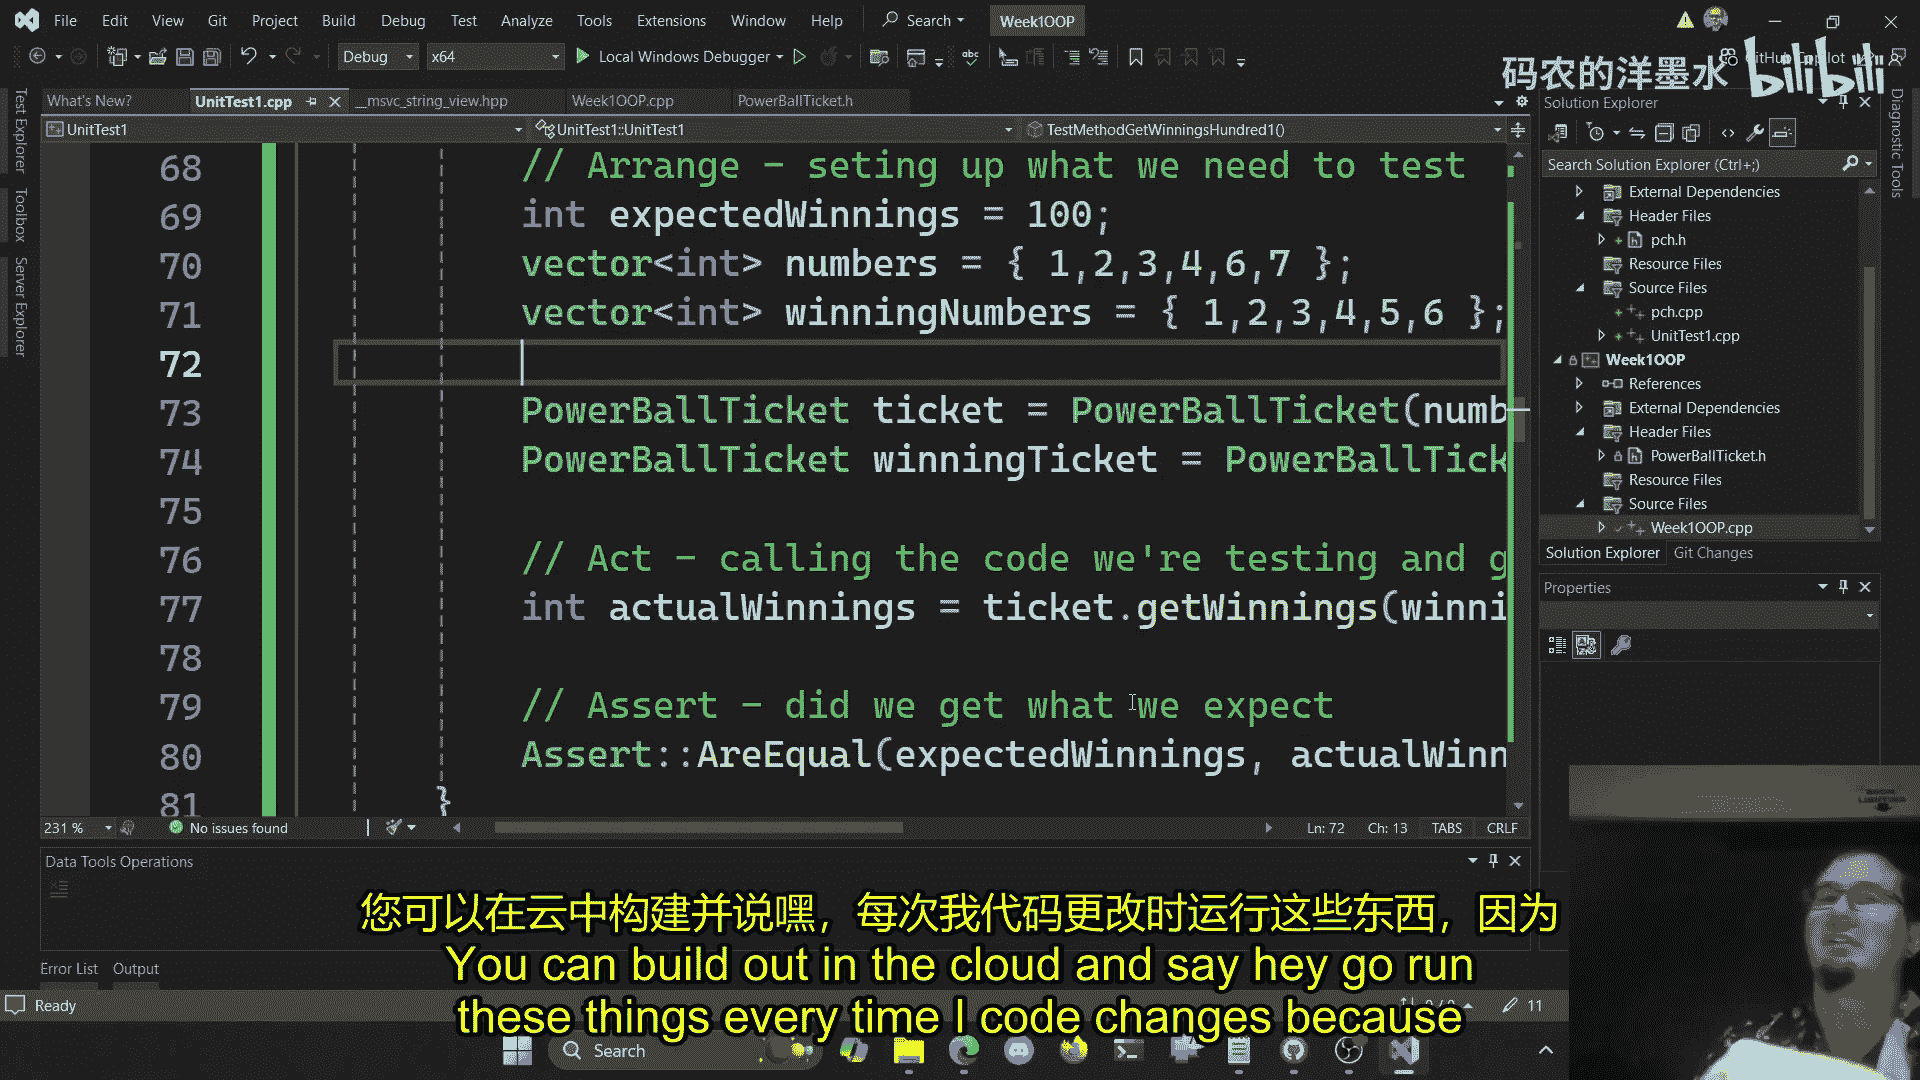 File Edit View Git Project Build Debug Test Analyze Tools Extensions Window Help Search Week1OOP
Debug x64 Local Windows Debugger
码农的洋墨水 bilibili
What's New? UnitTest1.cpp __msvc_string_view.hpp Week1OOP.cpp PowerBallTicket.h
UnitTest1 UnitTest1::UnitTest1 TestMethodGetWinningsHundred1()
Test Explorer
Toolbox
Server Explorer
68 // Arrange - seting up what we need to test
69 int expectedWinnings = 100;
70 vector<int> numbers = { 1,2,3,4,6,7 };
71 vector<int> winningNumbers = { 1,2,3,4,5,6 };
72
73 PowerBallTicket ticket = PowerBallTicket(numb
74 PowerBallTicket winningTicket = PowerBallTick
75
76 // Act - calling the code we're testing and g
77 int actualWinnings = ticket.getWinnings(winni
78
79 // Assert - did we get what we expect
80 Assert::AreEqual(expectedWinnings, actualWinn
81 }
231 % No issues found Ln: 72 Ch: 13 TABS CRLF
Data Tools Operations
Error List Output
Ready
11
Solution Explorer
Search Solution Explorer (Ctrl+;)
External Dependencies
Header Files
pch.h
Resource Files
Source Files
pch.cpp
UnitTest1.cpp
Week1OOP
References
External Dependencies
Header Files
PowerBallTicket.h
Resource Files
Source Files
Week1OOP.cpp
Solution Explorer Git Changes
Properties
Diagnostic Tools
您可以在云中构建并说嘿，每次我代码更改时运行这些东西，因为
You can build out in the cloud and say hey go run
these things every time I code changes because
Search